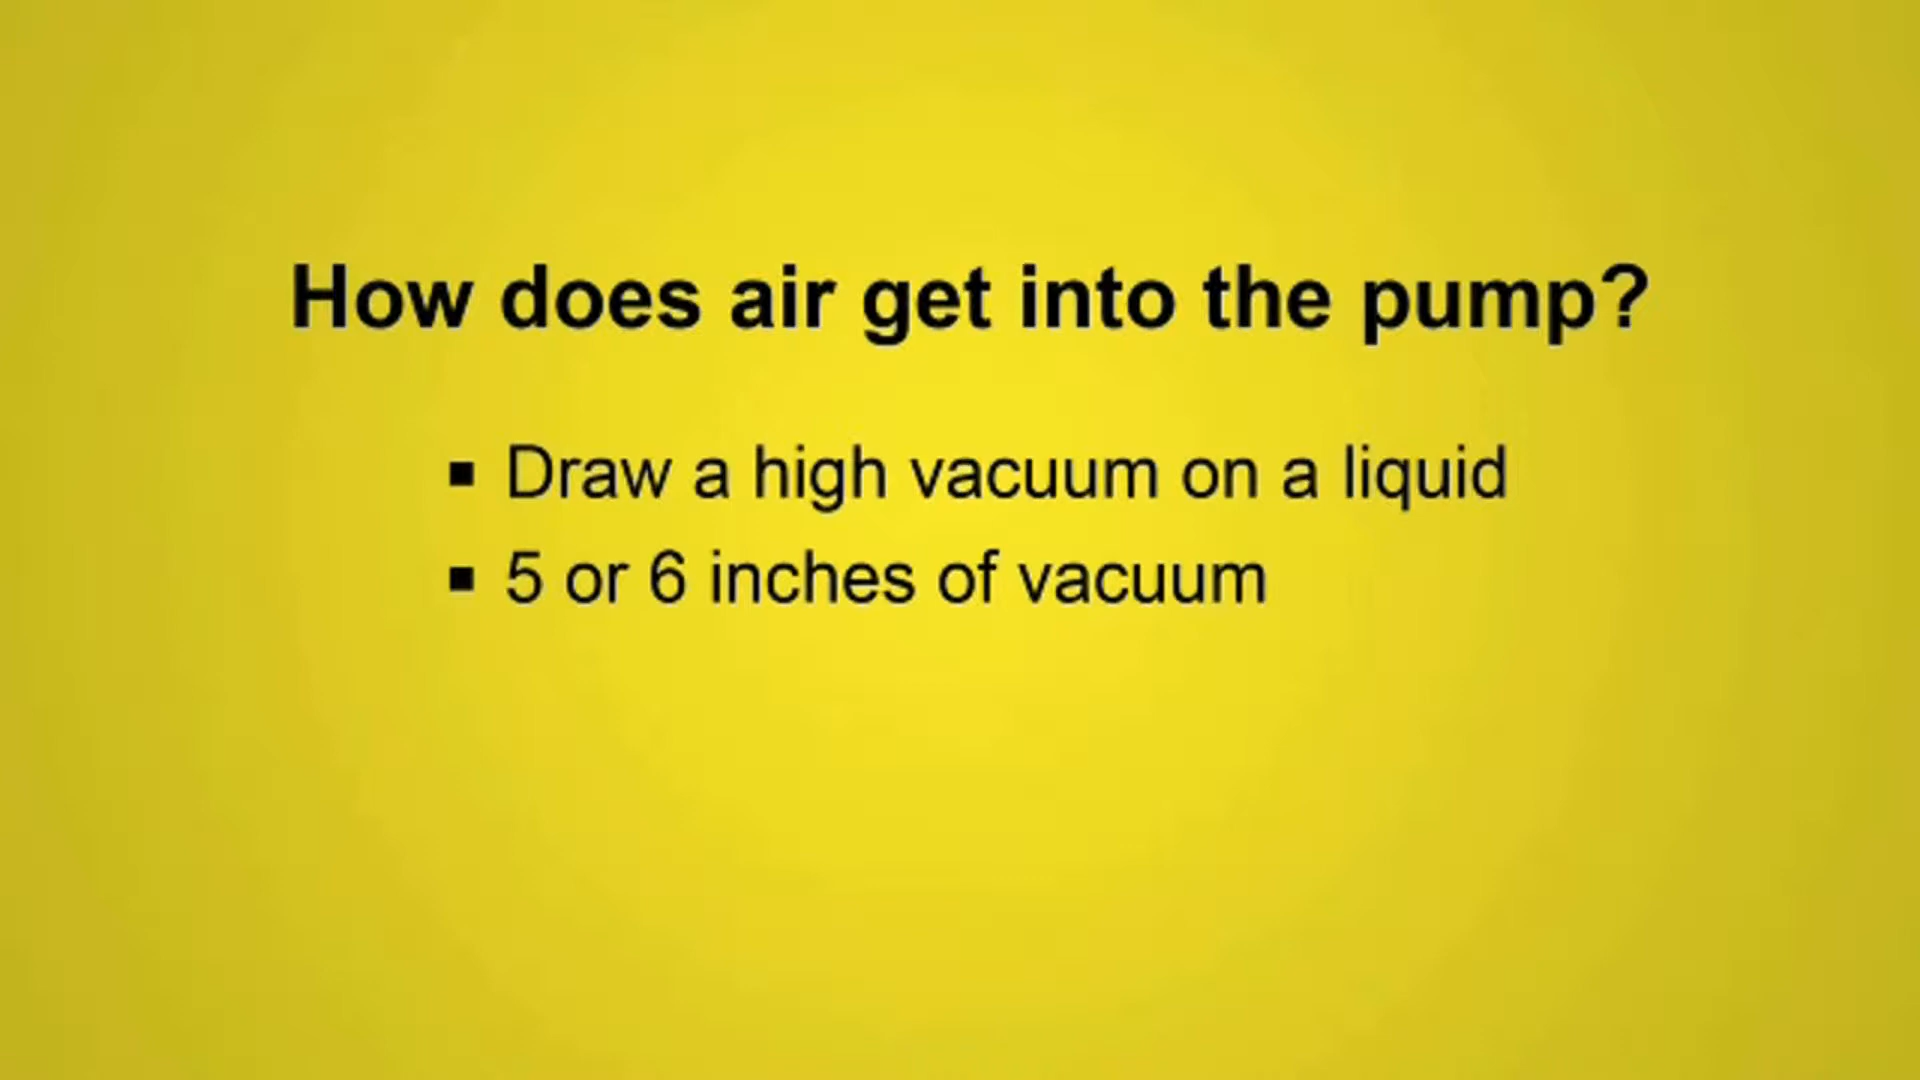 How does air get into the pump?
▪ Draw a high vacuum on a liquid
▪ 5 or 6 inches of vacuum